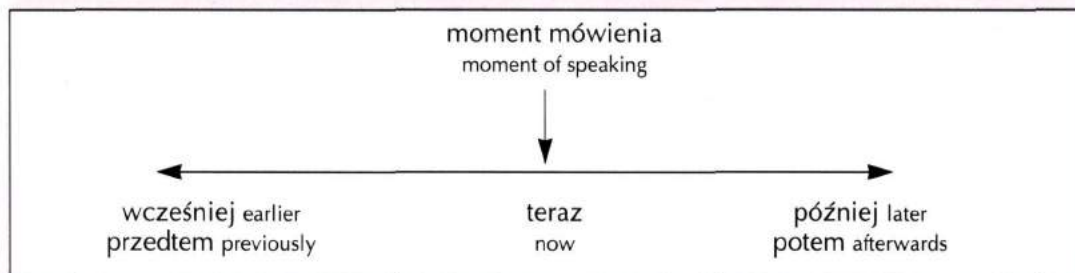 moment mówienia
moment of speaking
wcześniej earlier
przedtem previously
teraz
now
później later
potem afterwards